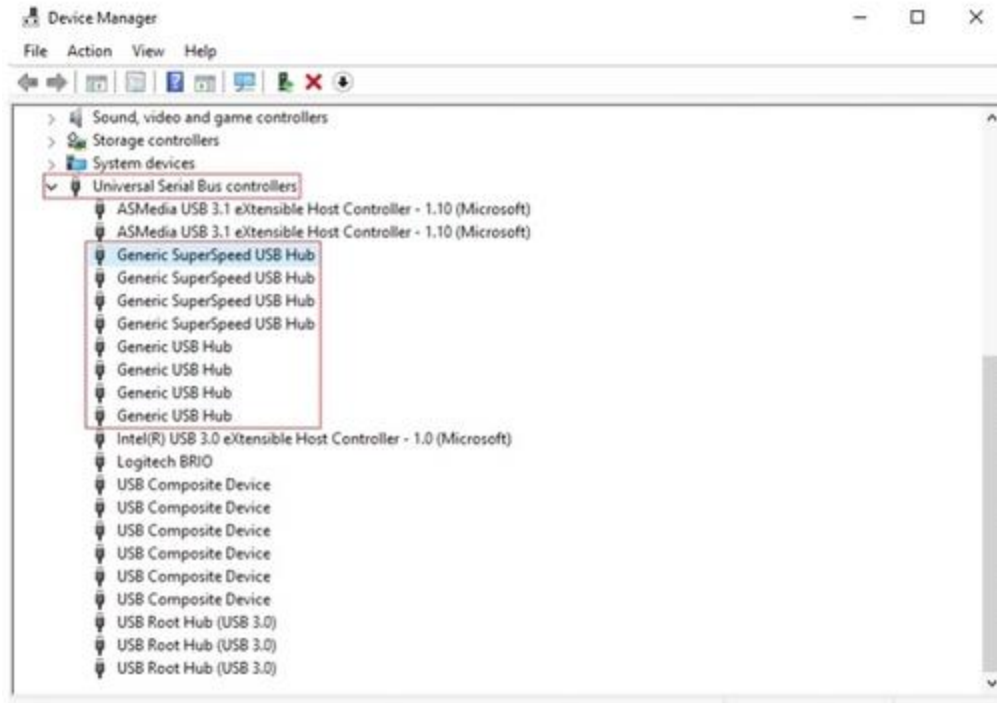 Device Manager
File Action View Help
Sound, video and game controllers
Storage controllers
System devices
Universal Serial Bus controllers
ASMedia USB 3.1 eXtensible Host Controller - 1.10 (Microsoft)
ASMedia USB 3.1 eXtensible Host Controller - 1.10 (Microsoft)
Generic SuperSpeed USB Hub
Generic SuperSpeed USB Hub
Generic SuperSpeed USB Hub
Generic SuperSpeed USB Hub
Generic USB Hub
Generic USB Hub
Generic USB Hub
Generic USB Hub
Intel(R) USB 3.0 eXtensible Host Controller - 1.0 (Microsoft)
Logitech BRIO
USB Composite Device
USB Composite Device
USB Composite Device
USB Composite Device
USB Composite Device
USB Composite Device
USB Root Hub (USB 3.0)
USB Root Hub (USB 3.0)
USB Root Hub (USB 3.0)